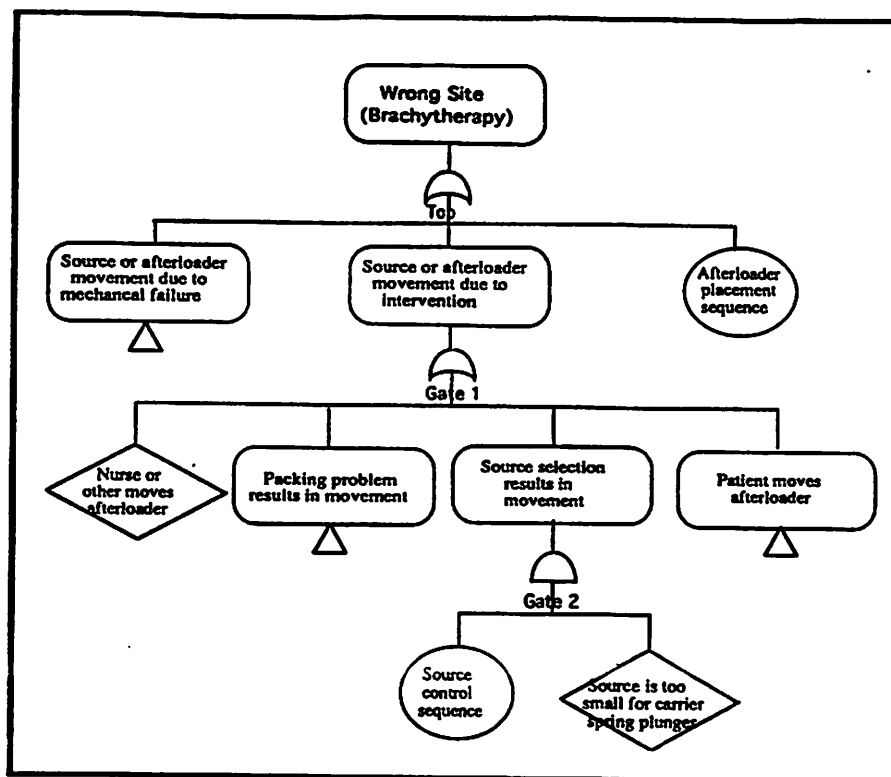 Wrong Site
(Brachytherapy)
Top
Source or afterloader
movement due to
mechancal failure
Source or afterloader
movement due to
intervention
Afterloader
placement
sequence
Gate 1
Nurse or
other moves
afterloader
Packing problem
results in movement
Source selection
results in
movement
Patient moves
afterloader
Gate 2
Source
control
sequence
Source is too
small for carrier
spring plunger